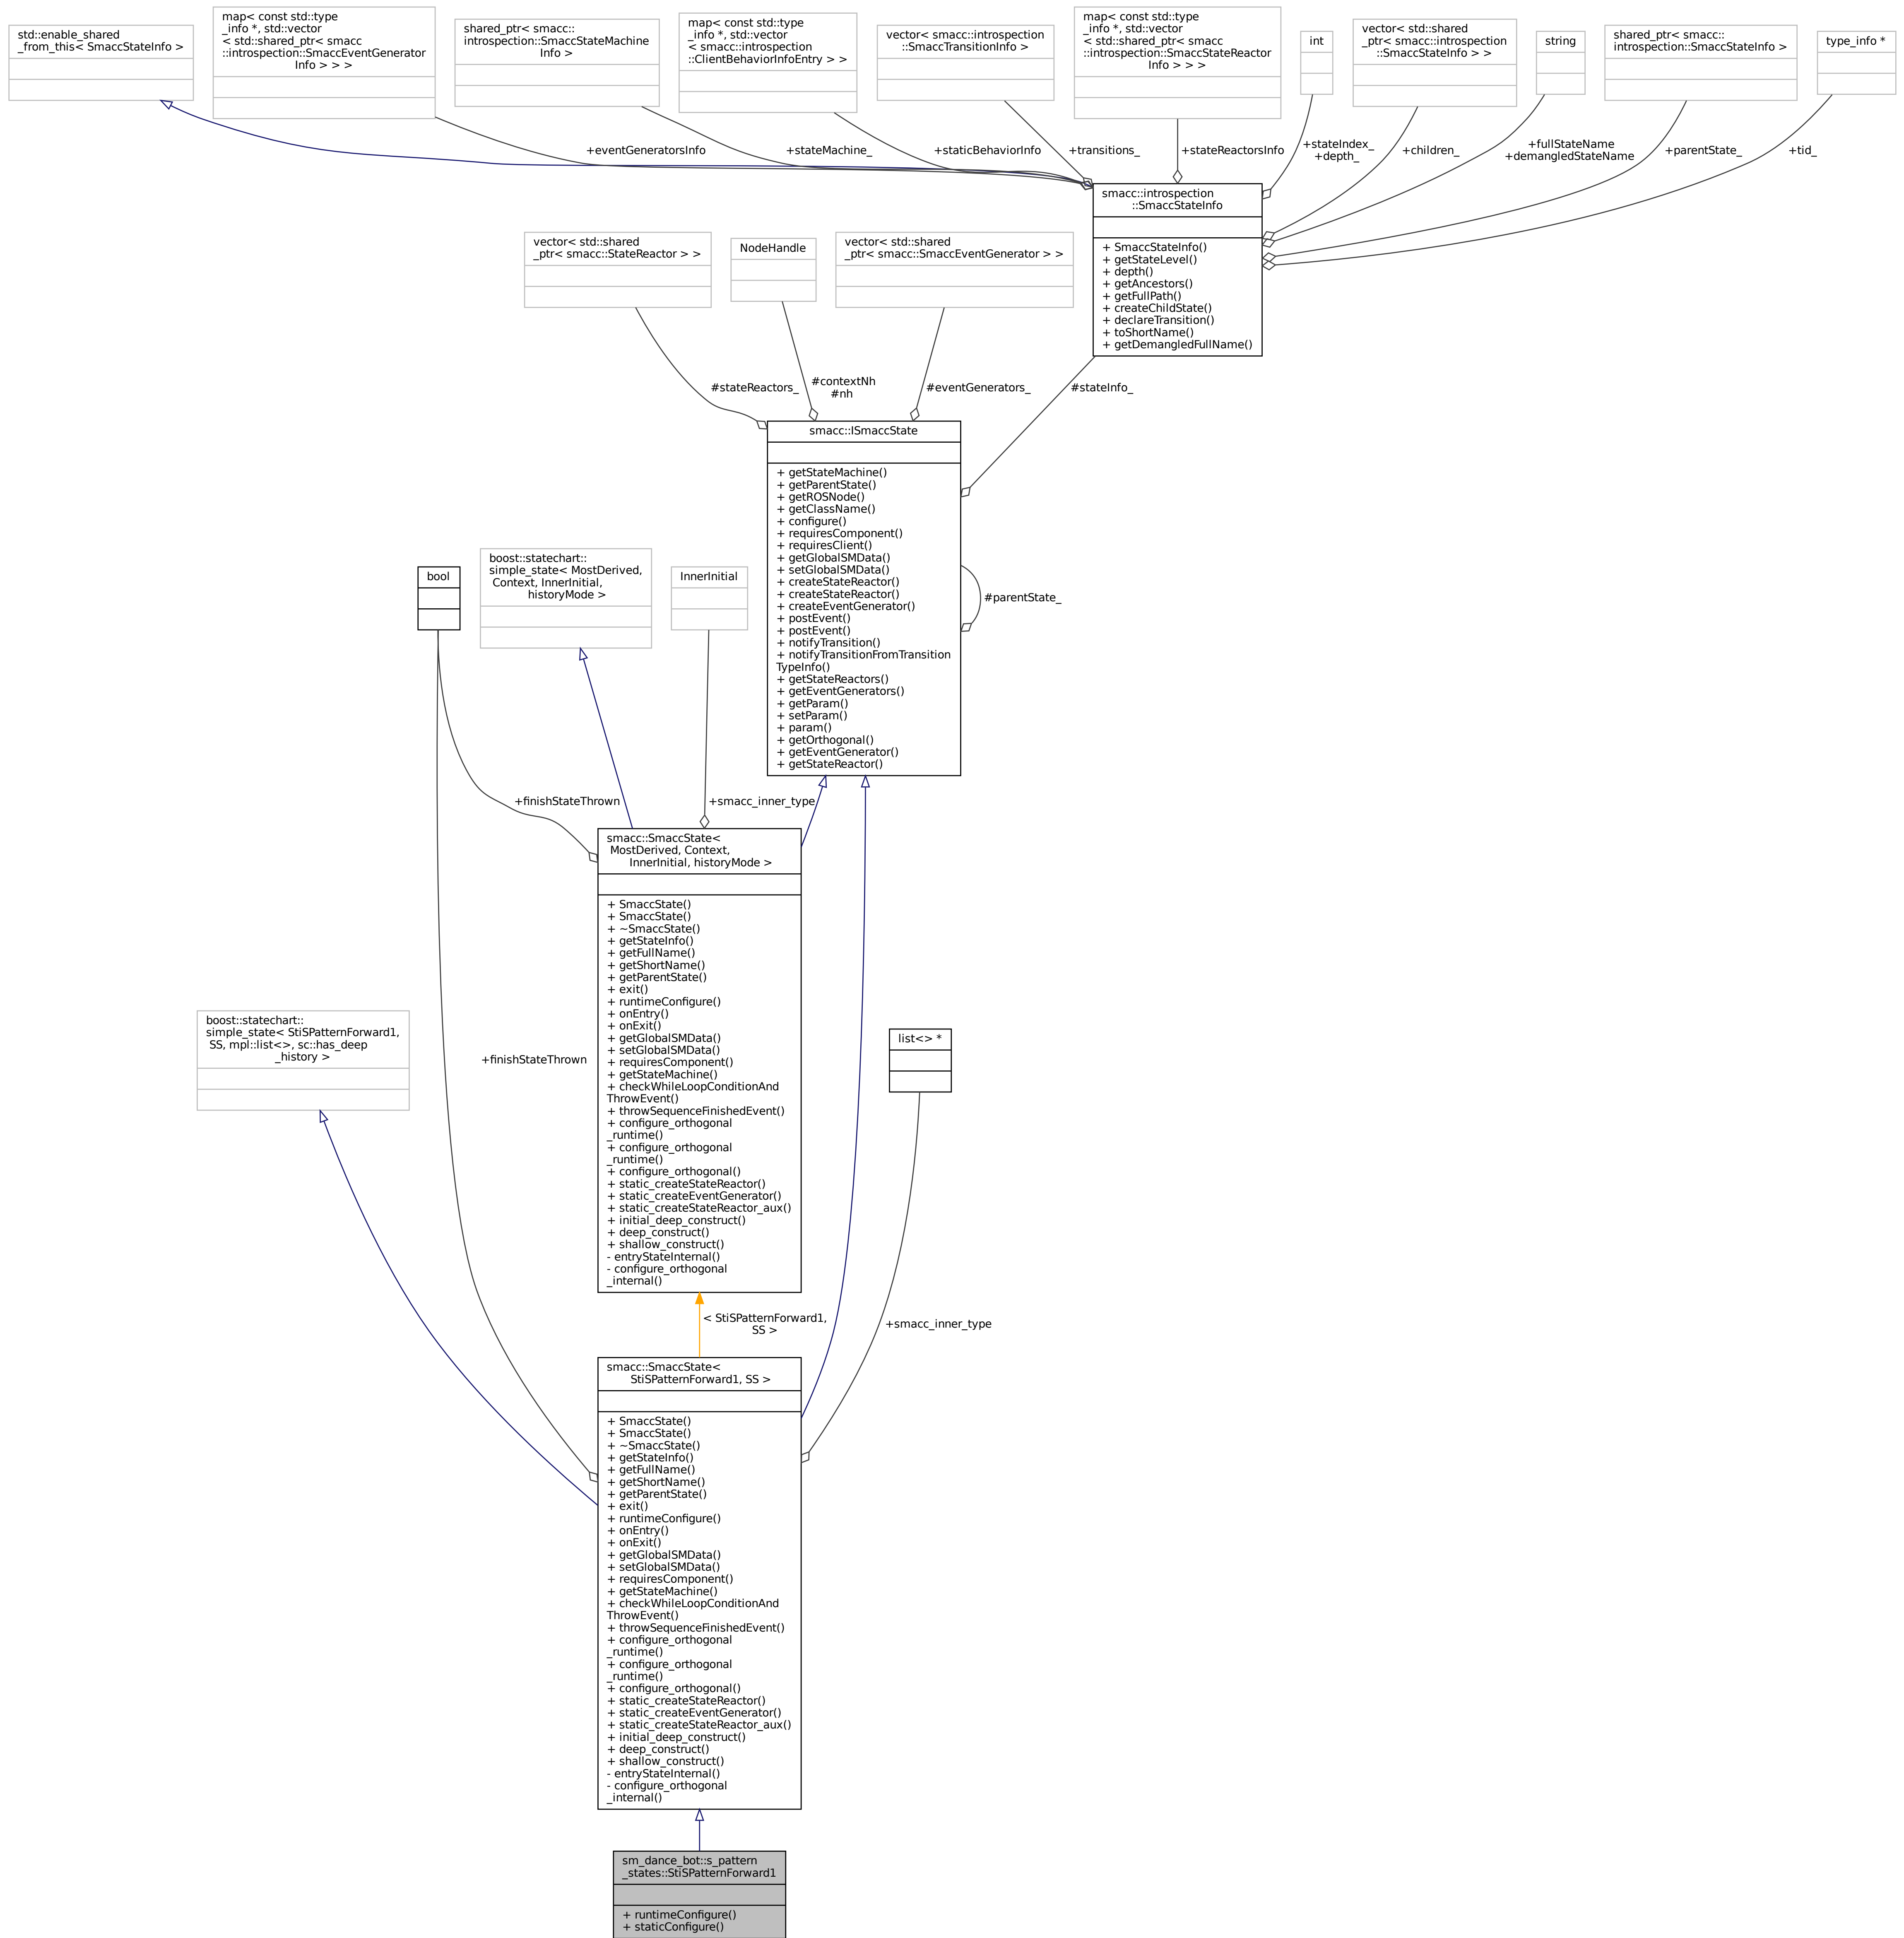 std::enable_shared
_from_this< SmaccStateInfo >
map< const std::type
_info *, std::vector
< std::shared_ptr< smacc
::introspection::SmaccEventGenerator
Info > > >
shared_ptr< smacc::
introspection::SmaccStateMachine
Info >
map< const std::type
_info *, std::vector
< smacc::introspection
::ClientBehaviorInfoEntry > >
vector< smacc::introspection
::SmaccTransitionInfo >
map< const std::type
_info *, std::vector
< std::shared_ptr< smacc
::introspection::SmaccStateReactor
Info > > >
int
vector< std::shared
_ptr< smacc::introspection
::SmaccStateInfo > >
string
shared_ptr< smacc::
introspection::SmaccStateInfo >
type_info *
+eventGeneratorsInfo
+stateMachine_
+staticBehaviorInfo
+transitions_
+stateReactorsInfo
+stateIndex_
+depth_
+children_
+fullStateName
+demangledStateName
+parentState_
+tid_
smacc::introspection
::SmaccStateInfo
+ SmaccStateInfo()
+ getStateLevel()
+ depth()
+ getAncestors()
+ getFullPath()
+ createChildState()
+ declareTransition()
+ toShortName()
+ getDemangledFullName()
vector< std::shared
_ptr< smacc::StateReactor > >
NodeHandle
vector< std::shared
_ptr< smacc::SmaccEventGenerator > >
#stateReactors_
#contextNh
#nh
#eventGenerators_
#stateInfo_
smacc::ISmaccState
+ getStateMachine()
+ getParentState()
+ getROSNode()
+ getClassName()
+ configure()
+ requiresComponent()
+ requiresClient()
+ getGlobalSMData()
+ setGlobalSMData()
+ createStateReactor()
+ createStateReactor()
+ createEventGenerator()
+ postEvent()
+ postEvent()
+ notifyTransition()
+ notifyTransitionFromTransition
TypeInfo()
+ getStateReactors()
+ getEventGenerators()
+ getParam()
+ setParam()
+ param()
+ getOrthogonal()
+ getEventGenerator()
+ getStateReactor()
#parentState_
bool
boost::statechart::
simple_state< MostDerived,
Context, InnerInitial,
historyMode >
InnerInitial
+finishStateThrown
+smacc_inner_type
smacc::SmaccState<
MostDerived, Context,
InnerInitial, historyMode >
+ SmaccState()
+ SmaccState()
+ ~SmaccState()
+ getStateInfo()
+ getFullName()
+ getShortName()
+ getParentState()
+ exit()
+ runtimeConfigure()
+ onEntry()
+ onExit()
+ getGlobalSMData()
+ setGlobalSMData()
+ requiresComponent()
+ getStateMachine()
+ checkWhileLoopConditionAnd
ThrowEvent()
+ throwSequenceFinishedEvent()
+ configure_orthogonal
_runtime()
+ configure_orthogonal
_runtime()
+ configure_orthogonal()
+ static_createStateReactor()
+ static_createEventGenerator()
+ static_createStateReactor_aux()
+ initial_deep_construct()
+ deep_construct()
+ shallow_construct()
- entryStateInternal()
- configure_orthogonal
_internal()
boost::statechart::
simple_state< StiSPatternForward1,
SS, mpl::list<>, sc::has_deep
_history >
+finishStateThrown
list<> *
< StiSPatternForward1,
SS >
+smacc_inner_type
smacc::SmaccState<
StiSPatternForward1, SS >
+ SmaccState()
+ SmaccState()
+ ~SmaccState()
+ getStateInfo()
+ getFullName()
+ getShortName()
+ getParentState()
+ exit()
+ runtimeConfigure()
+ onEntry()
+ onExit()
+ getGlobalSMData()
+ setGlobalSMData()
+ requiresComponent()
+ getStateMachine()
+ checkWhileLoopConditionAnd
ThrowEvent()
+ throwSequenceFinishedEvent()
+ configure_orthogonal
_runtime()
+ configure_orthogonal
_runtime()
+ configure_orthogonal()
+ static_createStateReactor()
+ static_createEventGenerator()
+ static_createStateReactor_aux()
+ initial_deep_construct()
+ deep_construct()
+ shallow_construct()
- entryStateInternal()
- configure_orthogonal
_internal()
sm_dance_bot::s_pattern
_states::StiSPatternForward1
+ runtimeConfigure()
+ staticConfigure()